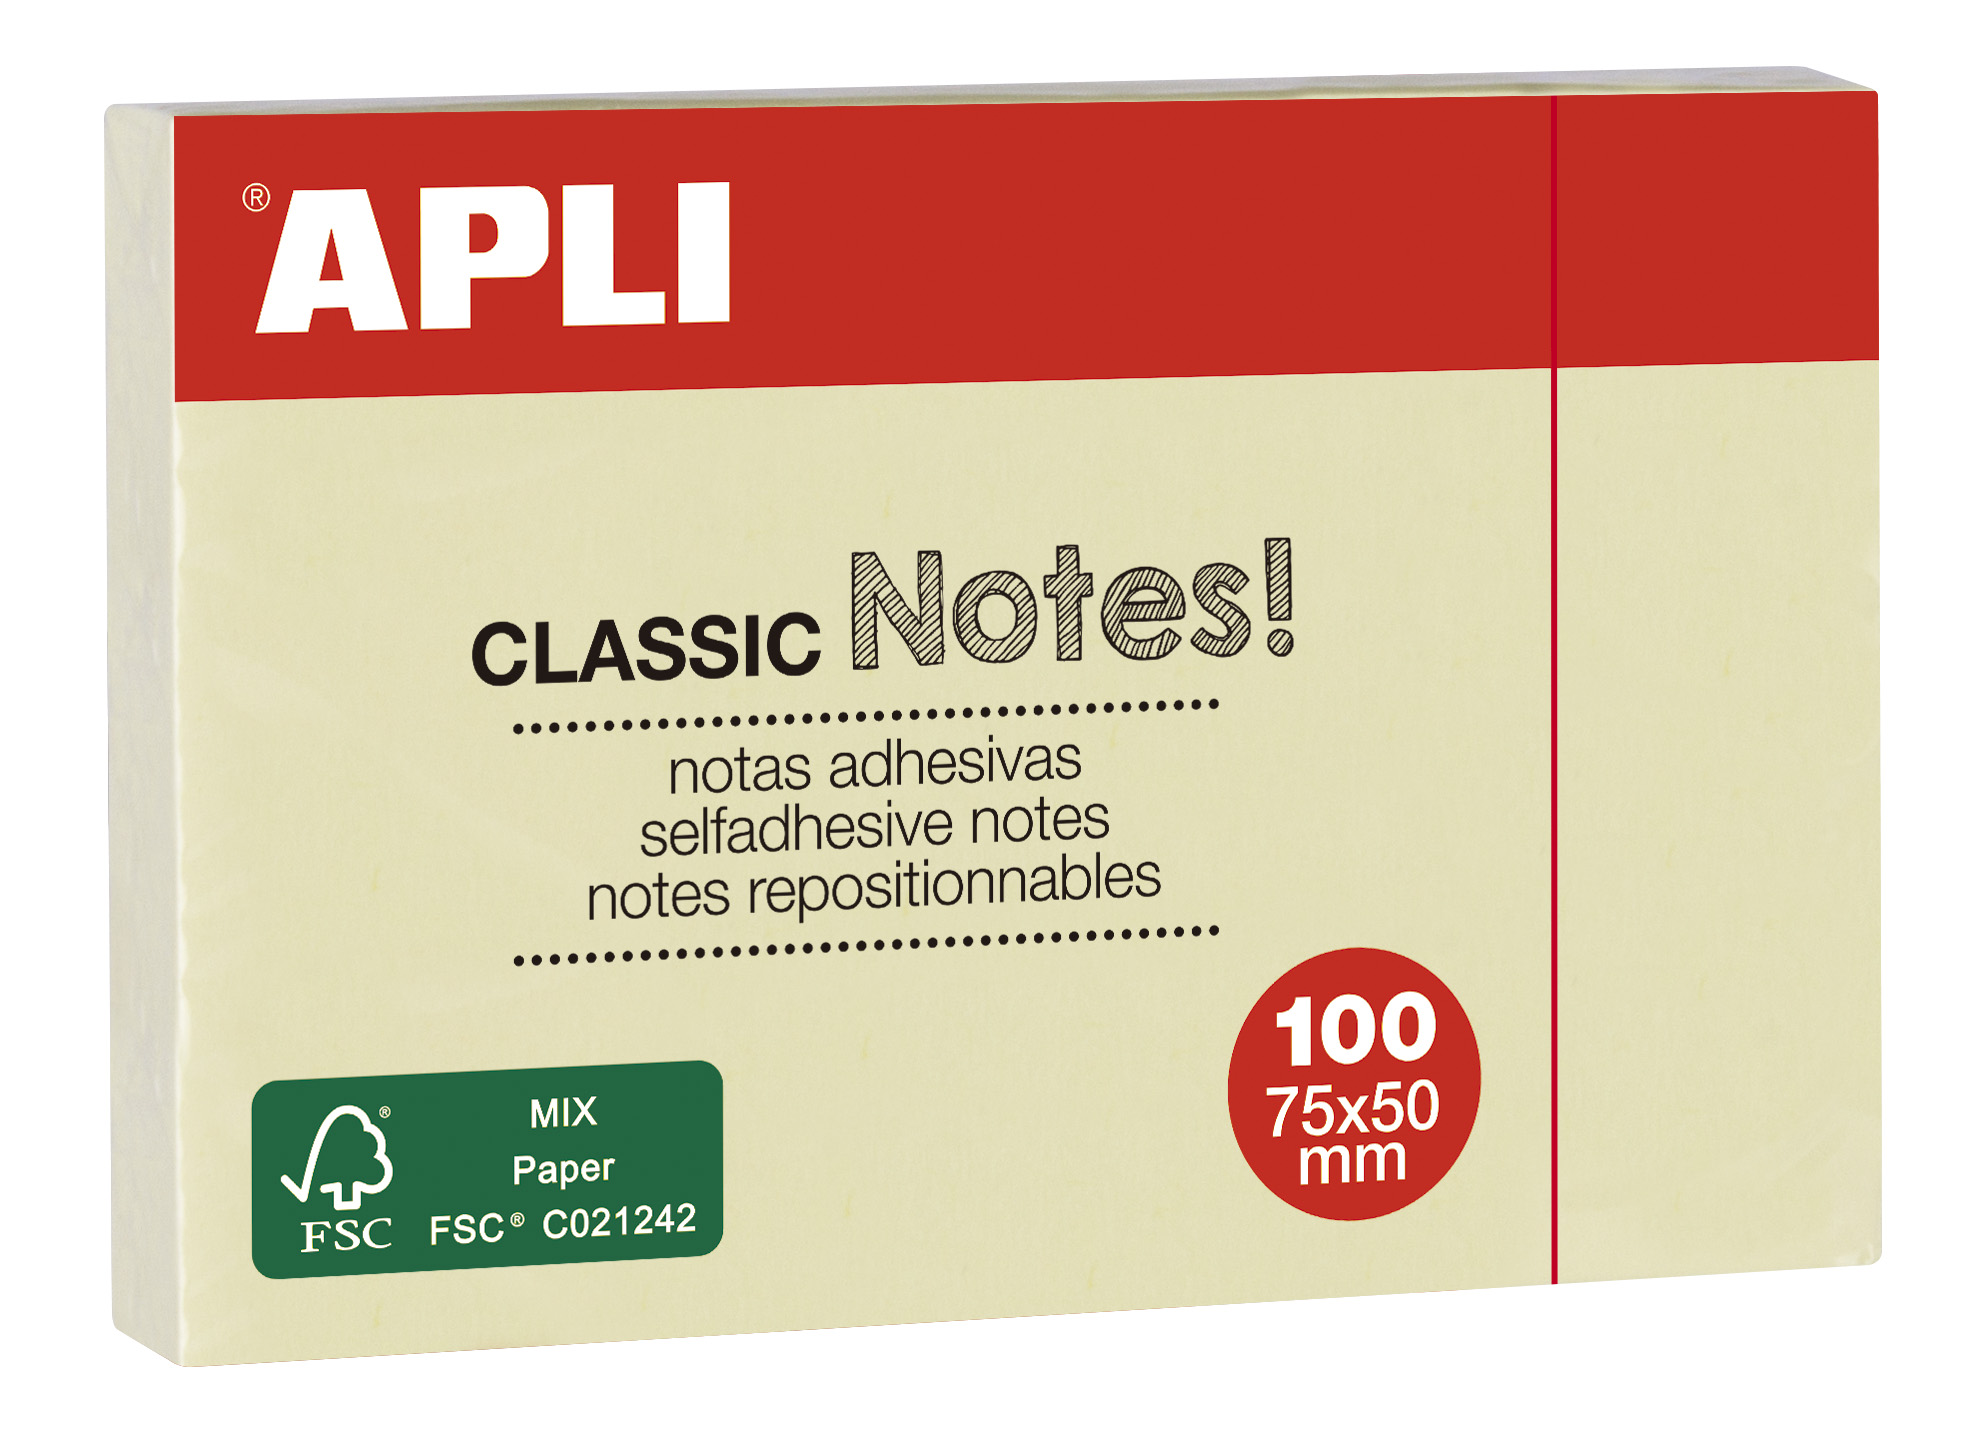 ® APLI
CLASSIC Notes!
notas adhesivas
selfadhesive notes
notes repositionnables
100
75x50
mm
MIX
Paper
FSC® C021242
®
FSC